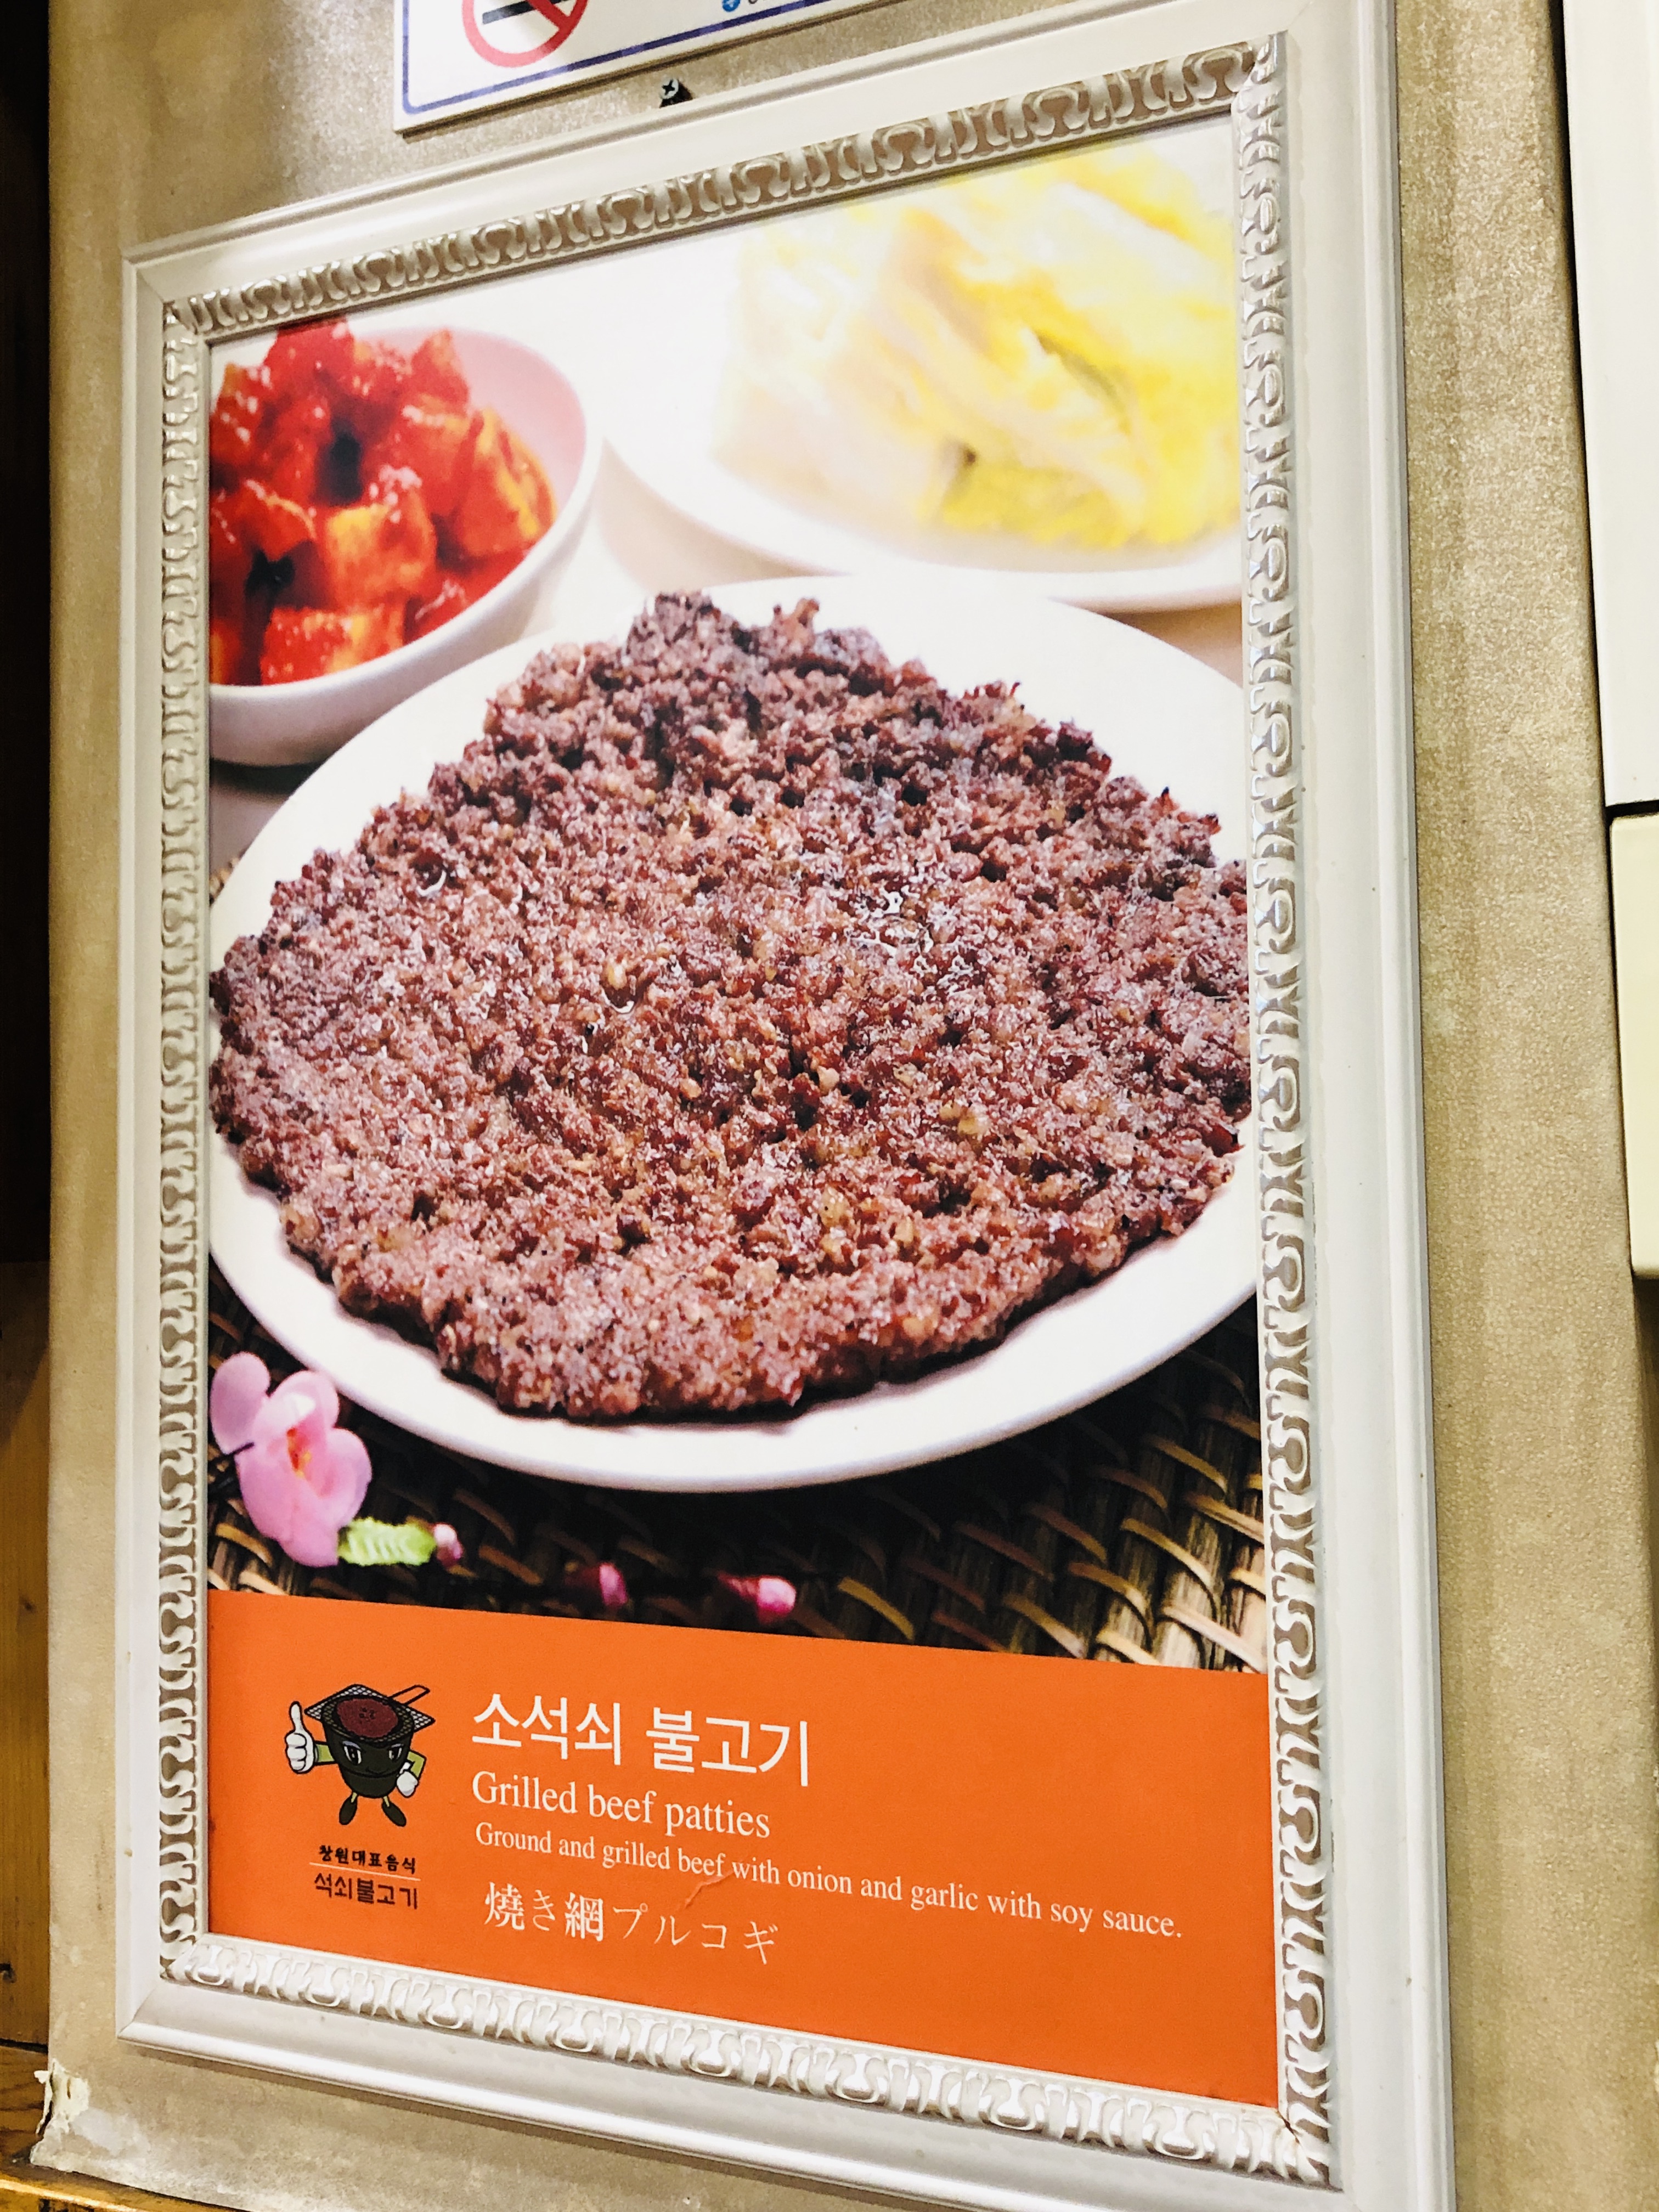 소석쇠 불고기
Grilled beef patties
Ground and grilled beef with onion and garlic with soy sauce.
焼き網プルコギ
창원대표음식
석쇠불고기